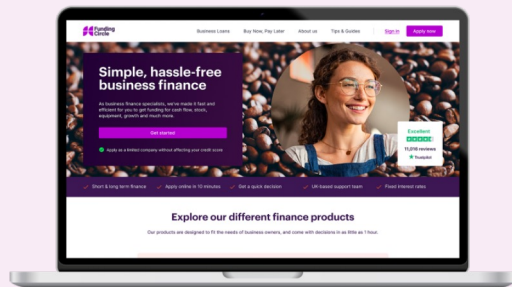 Funding
Circle
Business Loans
Buy Now, Pay Later
About us
Tips & Guides
Sign in
Apply now
Simple, hassle-free
business finance
As business finance specialists, we've made it fast and
efficient for you to get funding for cash flow, stock,
equipment, growth and much more.
Get started
Apply as a limited company without affecting your credit score
Excellent
11,018 reviews
Trustpilot
Short & long term finance
Apply online in 10 minutes
Get a quick decision
UK-based support team
Fixed interest rates
Explore our different finance products
Our products are designed to fit the needs of business owners, and come with decisions in as little as 1 hour.